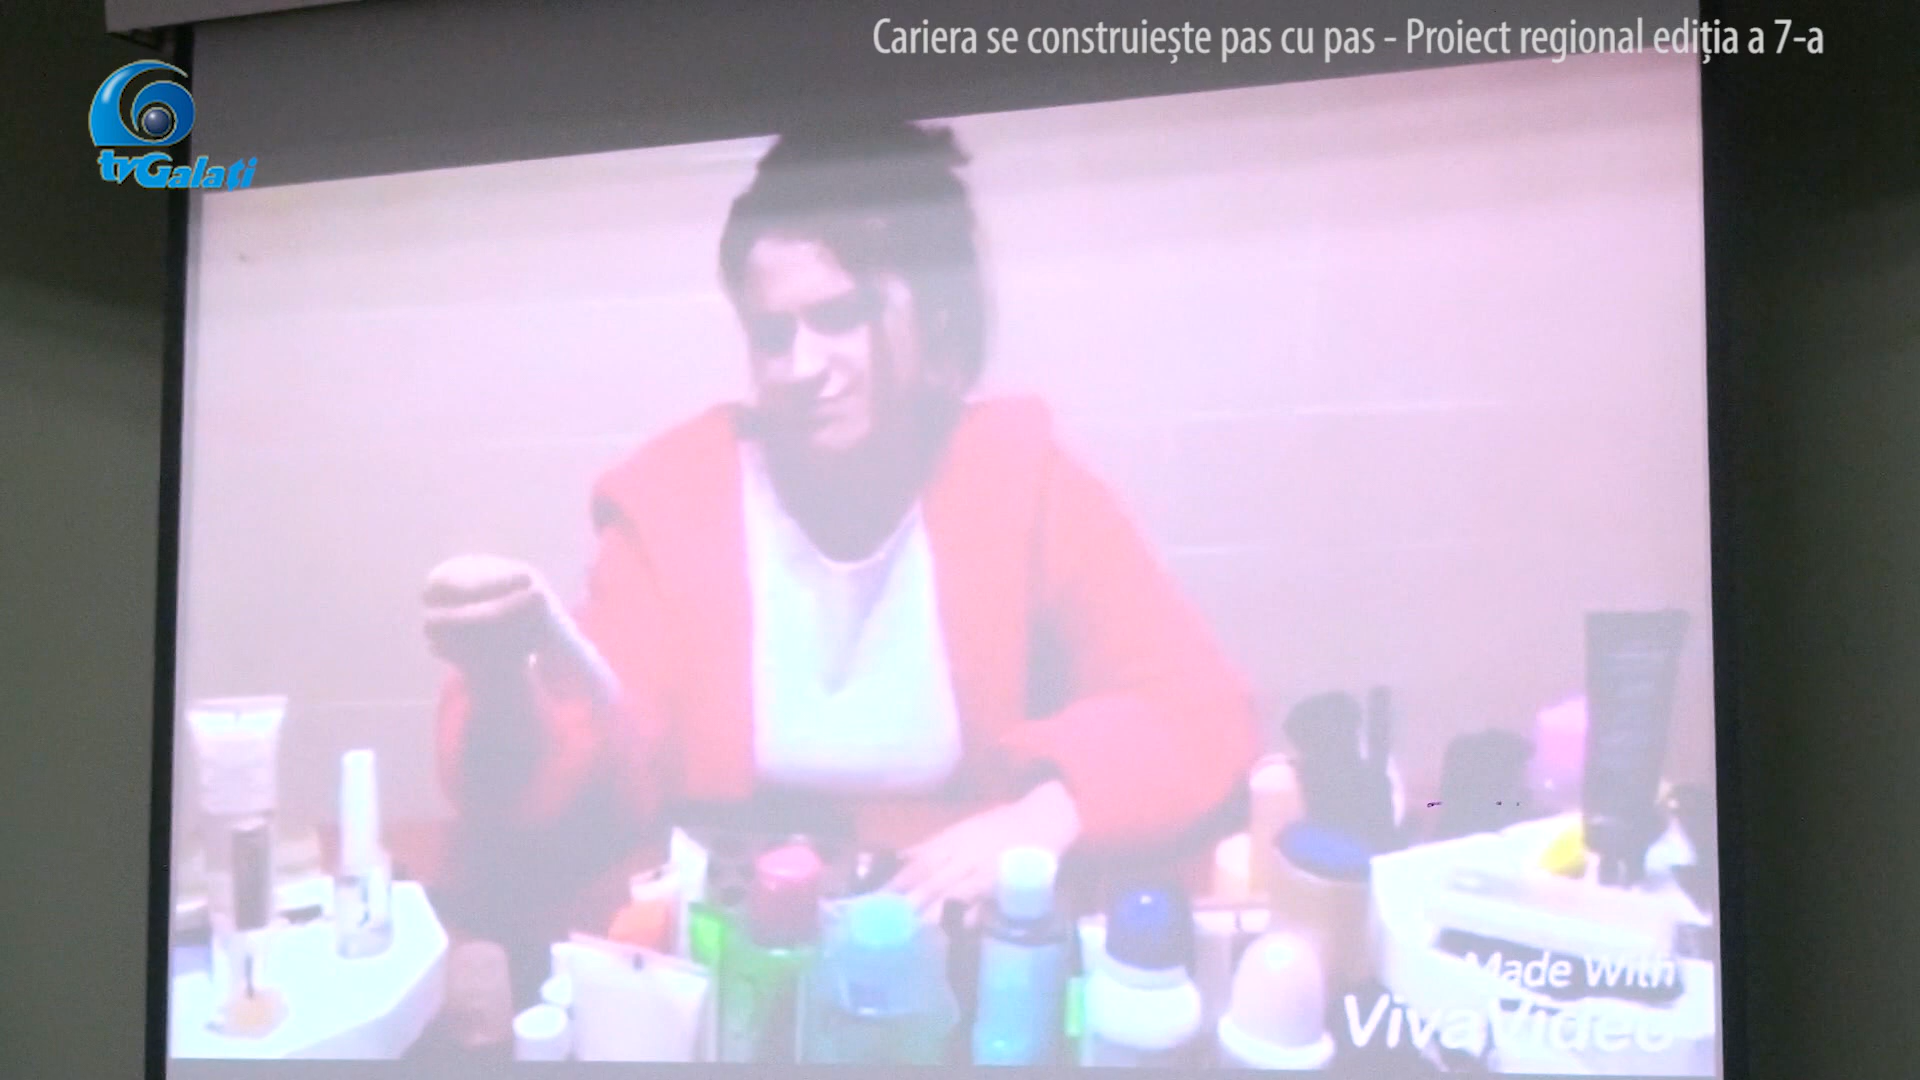 Cariera se construiește pas cu pas - Proiect regional ediția a 7-a
tvGalați
Made With
VivaVideo